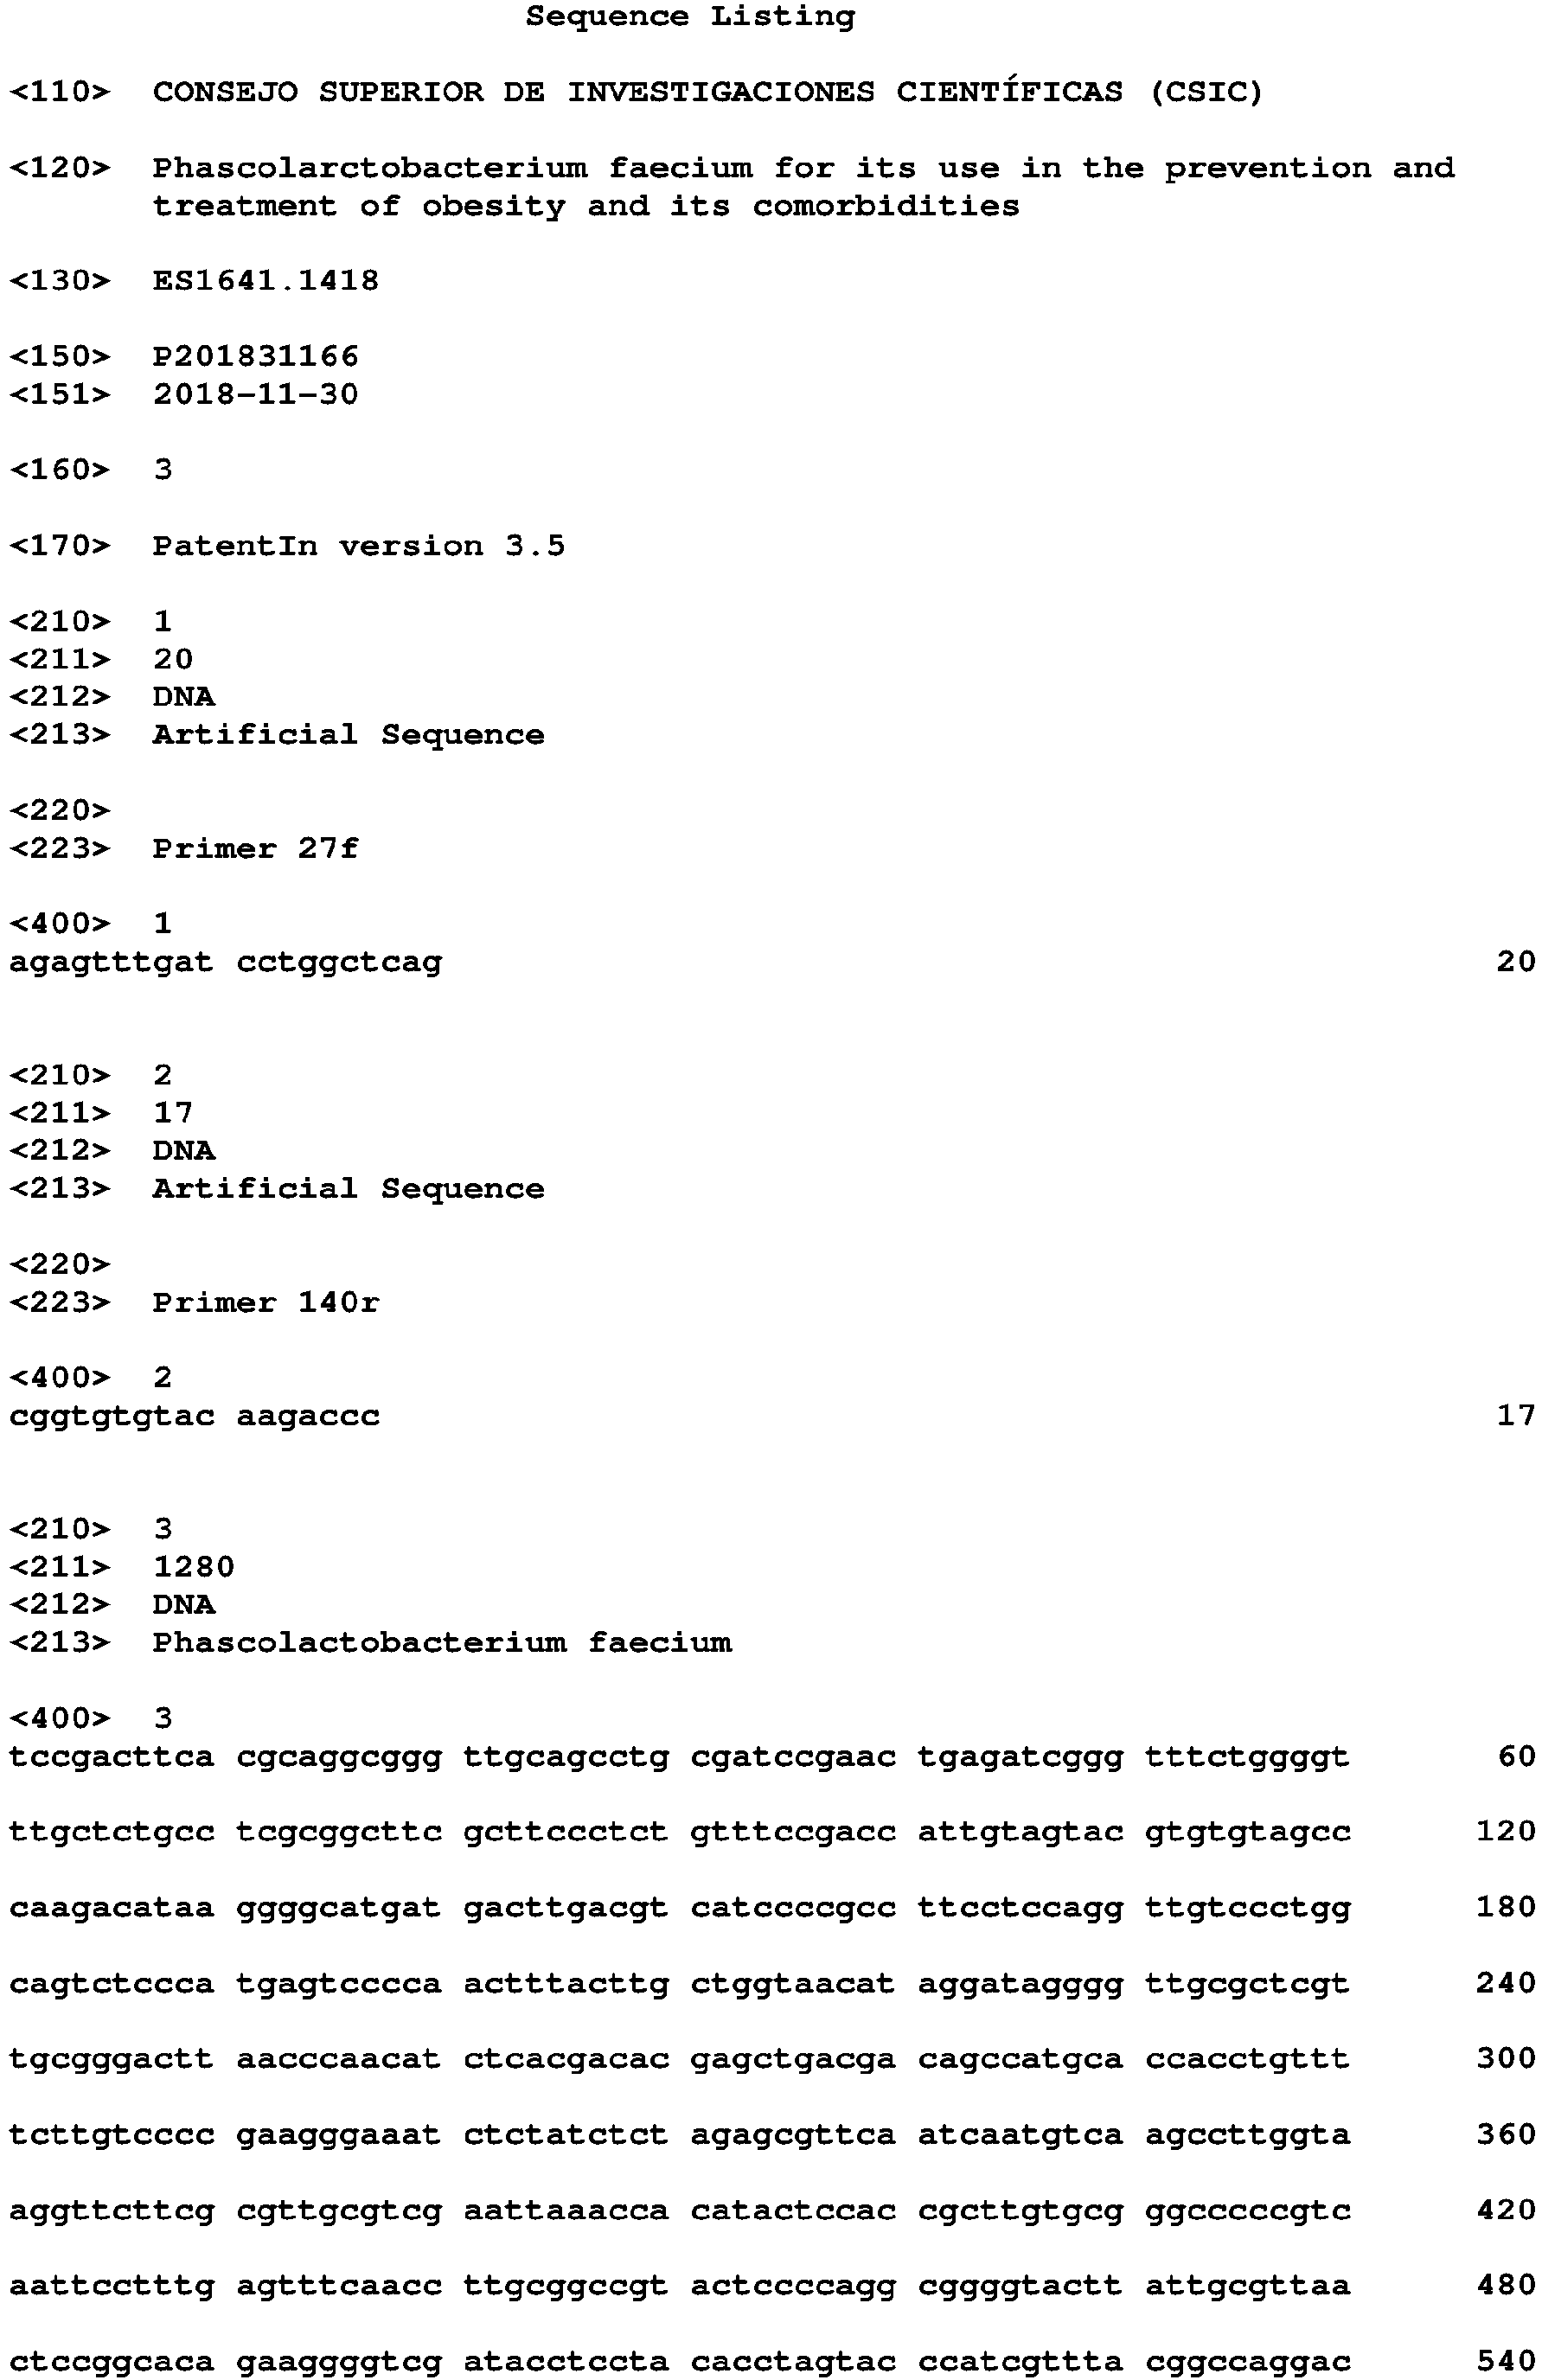 Sequence Listing
<110> CONSEJO SUPERIOR DE INVESTIGACIONES CIENTÍFICAS (CSIC)
<120> Phascolarctobacterium faecium for its use in the prevention and
treatment of obesity and its comorbidities
<130> ES1641.1418
<150> P201831166
<151> 2018-11-30
<160> 3
<170> PatentIn version 3.5
<210> 1
<211> 20
<212> DNA
<213> Artificial Sequence
<220>
<223> Primer 27f
<400> 1
agagtttgat cctggctcag 20
<210> 2
<211> 17
<212> DNA
<213> Artificial Sequence
<220>
<223> Primer 140r
<400> 2
cggtgtgtac aagaccc 17
<210> 3
<211> 1280
<212> DNA
<213> Phascolactobacterium faecium
<400> 3
tccgacttca cgcaggcggg ttgcagcctg cgatccgaac tgagatcggg tttctggggt 60
ttgctctgcc tcgcggcttc gcttccctct gtttccgacc attgtagtac gtgtgtagcc 120
caagacataa ggggcatgat gacttgacgt catccccgcc ttcctccagg ttgtccctgg 180
cagtctccca tgagtcccca actttacttg ctggtaacat aggatagggg ttgcgctcgt 240
tgcgggactt aacccaacat ctcacgacac gagctgacga cagccatgca ccacctgttt 300
tcttgtcccc gaagggaaat ctctatctct agagcgttca atcaatgtca agccttggta 360
aggttcttcg cgttgcgtcg aattaaacca catactccac cgcttgtgcg ggcccccgtc 420
aattcctttg agtttcaacc ttgcggccgt actccccagg cggggtactt attgcgttaa 480
ctccggcaca gaaggggtcg atacctccta cacctagtac ccatcgttta cggccaggac 540